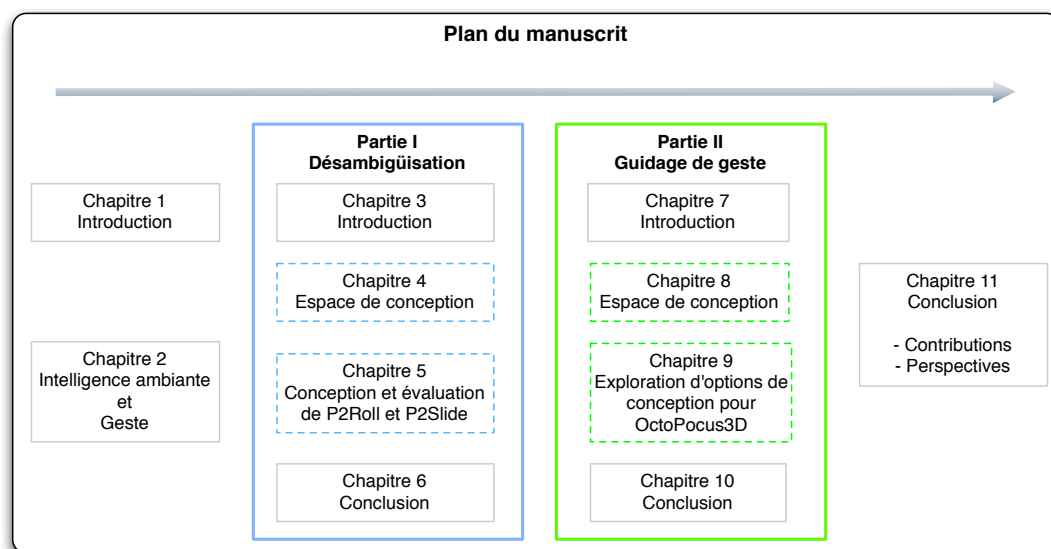 Plan du manuscrit
Chapitre 1
Introduction
Chapitre 2
Intelligence ambiante
et
Geste
Partie I
Désambigüisation
Chapitre 3
Introduction
Chapitre 4
Espace de conception
Chapitre 5
Conception et évaluation
de P2Roll et P2Slide
Chapitre 6
Conclusion
Partie II
Guidage de geste
Chapitre 7
Introduction
Chapitre 8
Espace de conception
Chapitre 9
Exploration d'options de
conception pour
OctoPocus3D
Chapitre 10
Conclusion
Chapitre 11
Conclusion
- Contributions
- Perspectives